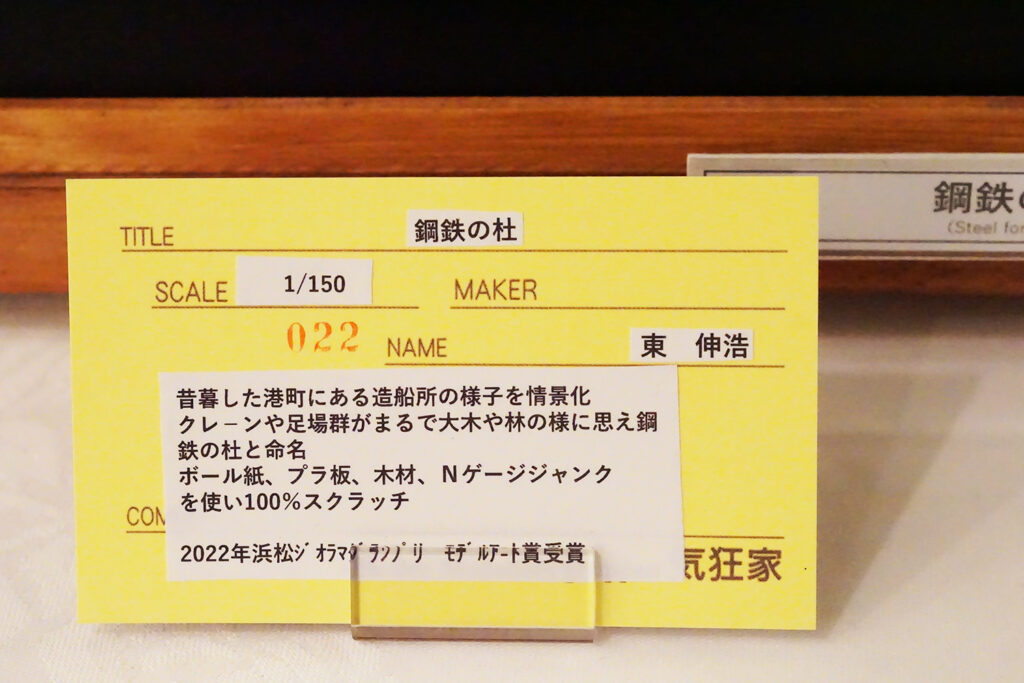 鋼鉄の
(Steel for
TITLE 鋼鉄の杜
SCALE 1/150 MAKER
022 NAME 東　伸浩
昔暮した港町にある造船所の様子を情景化
クレーンや足場群がまるで大木や林の様に思え鋼
鉄の杜と命名
ボール紙、プラ板、木材、Ｎゲージジャンク
を使い100%スクラッチ
COM
2022年浜松ｼﾞｵﾗﾏｸﾞﾗﾝﾌﾟﾘ　ﾓﾃﾞﾙｱｰﾄ賞受賞
気狂家